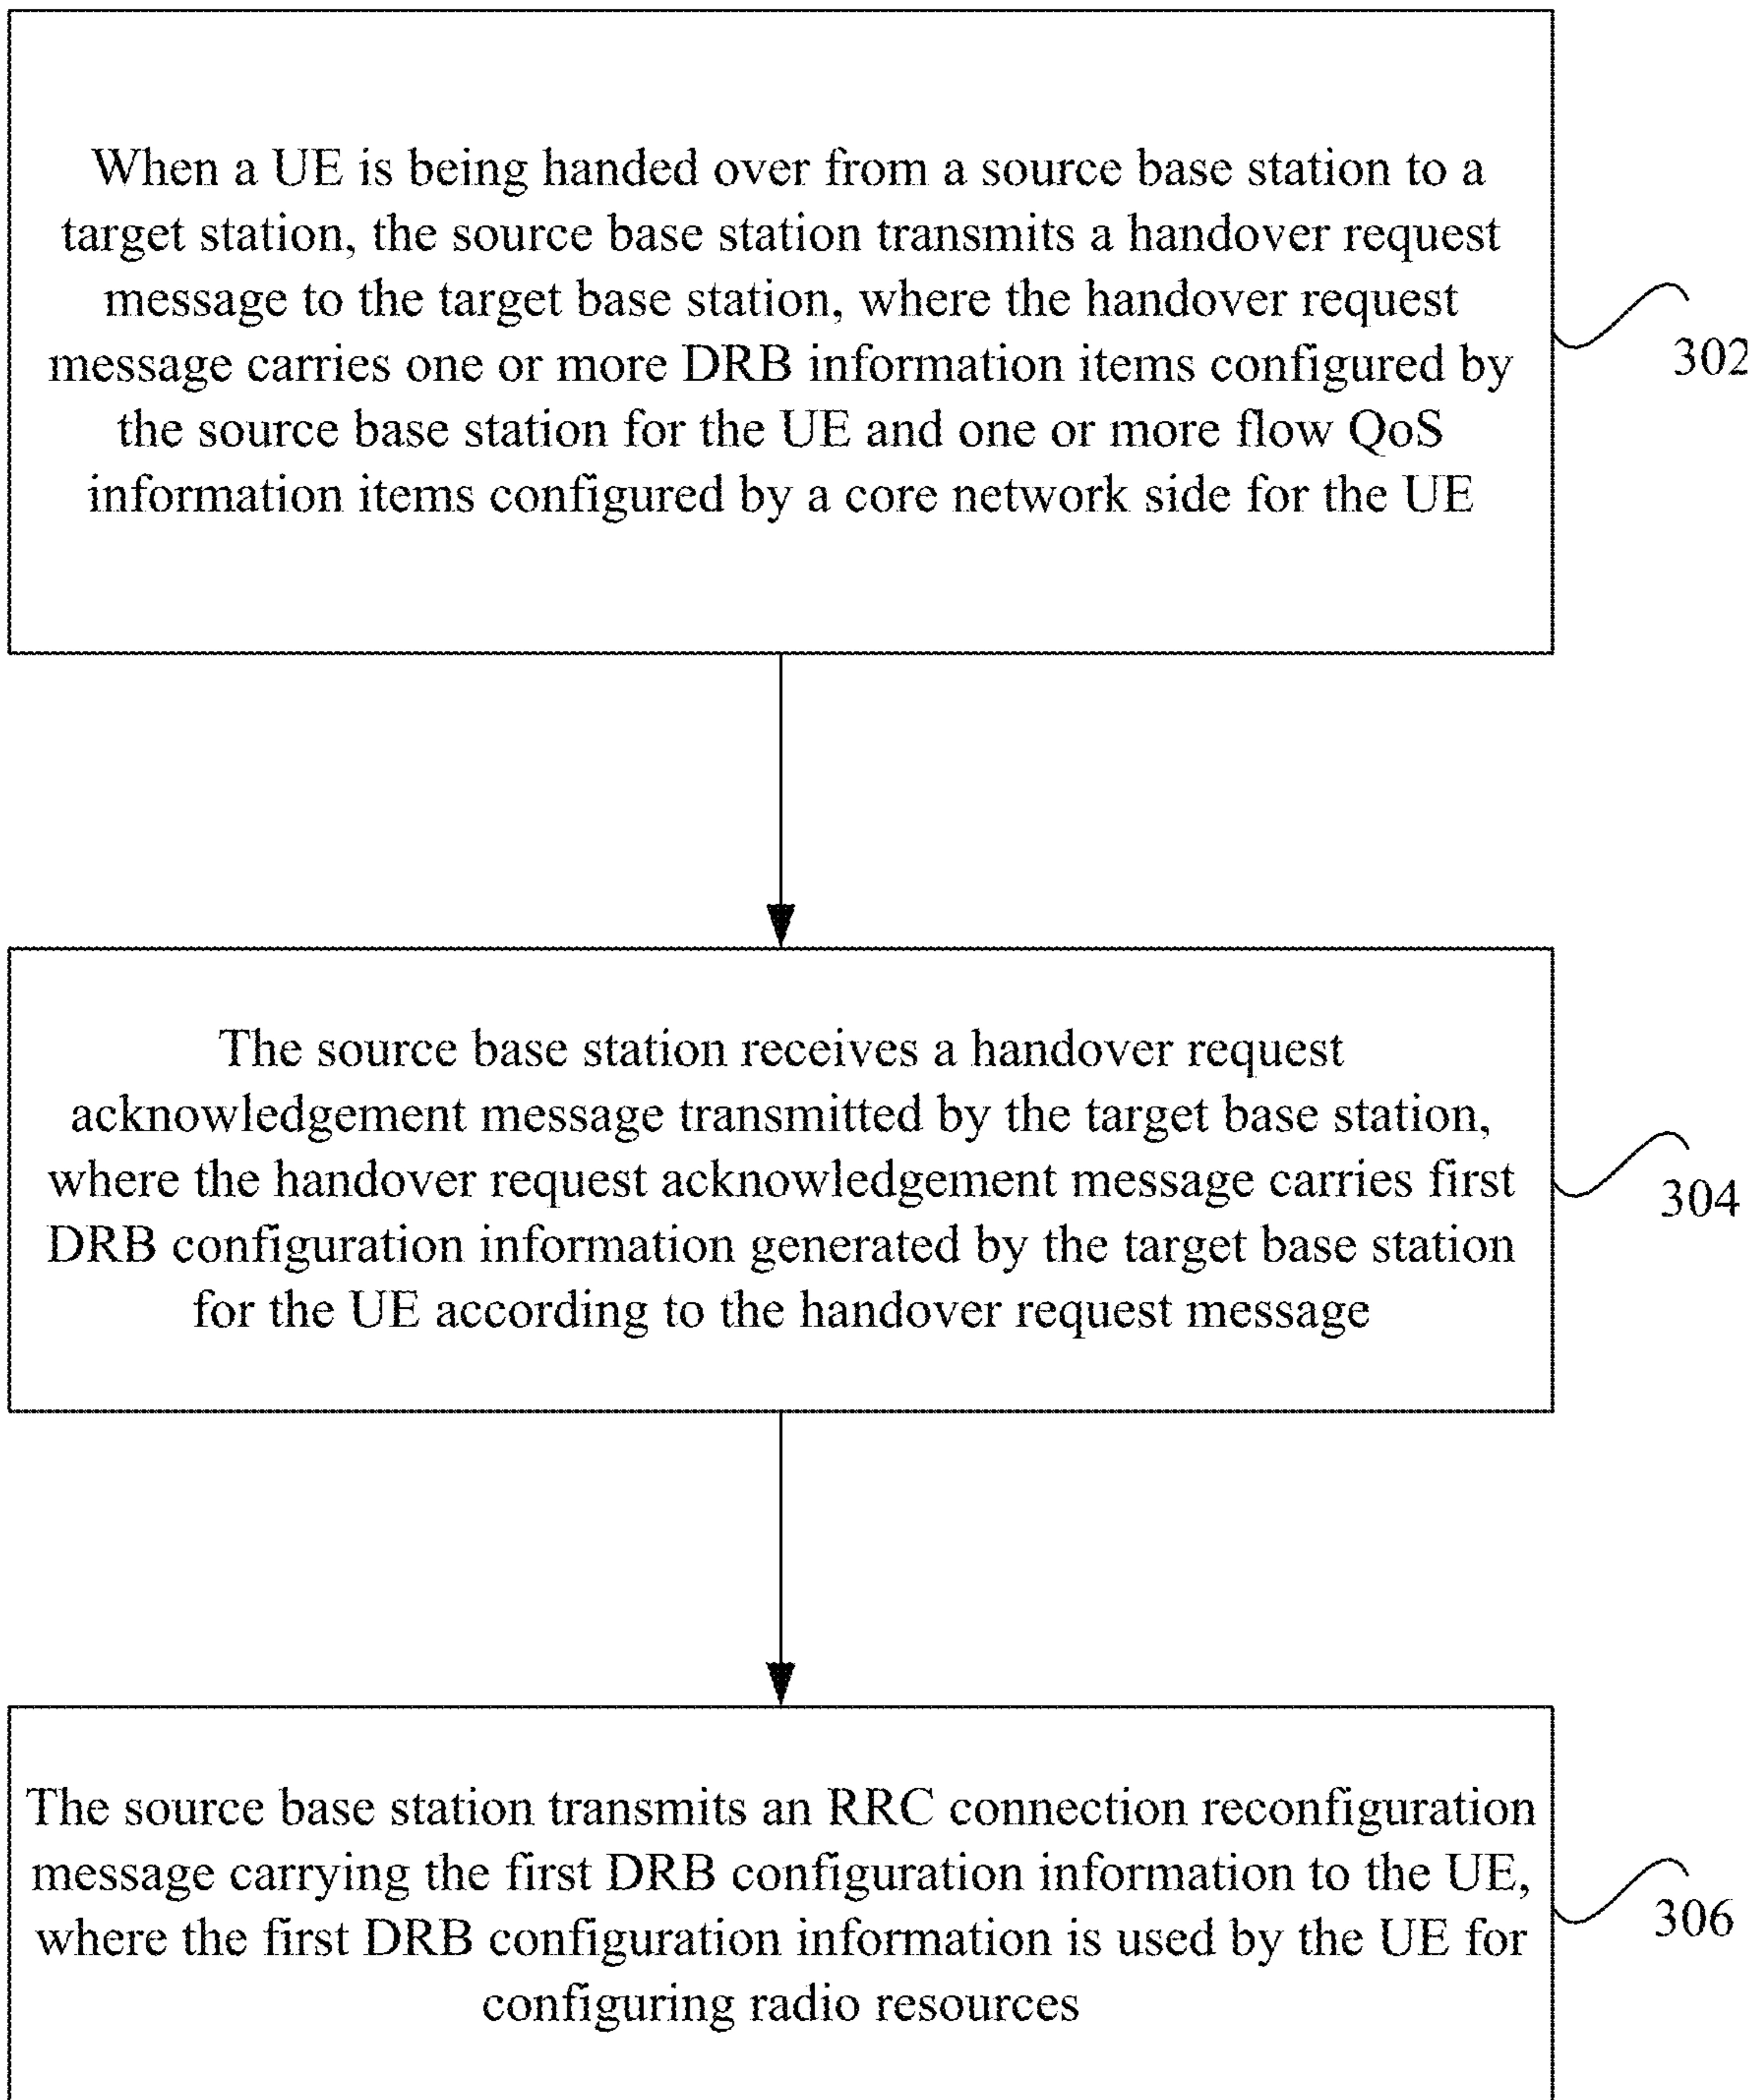 When a UE is being handed over from a source base station to a
target station, the source base station transmits a handover request
message to the target base station, where the handover request
message carries one or more DRB information items configured by
the source base station for the UE and one or more flow QoS
information items configured by a core network side for the UE
302
The source base station receives a handover request
acknowledgement message transmitted by the target base station,
where the handover request acknowledgement message carries first
DRB configuration information generated by the target base station
for the UE according to the handover request message
304
The source base station transmits an RRC connection reconfiguration
message carrying the first DRB configuration information to the UE,
where the first DRB configuration information is used by the UE for
configuring radio resources
306